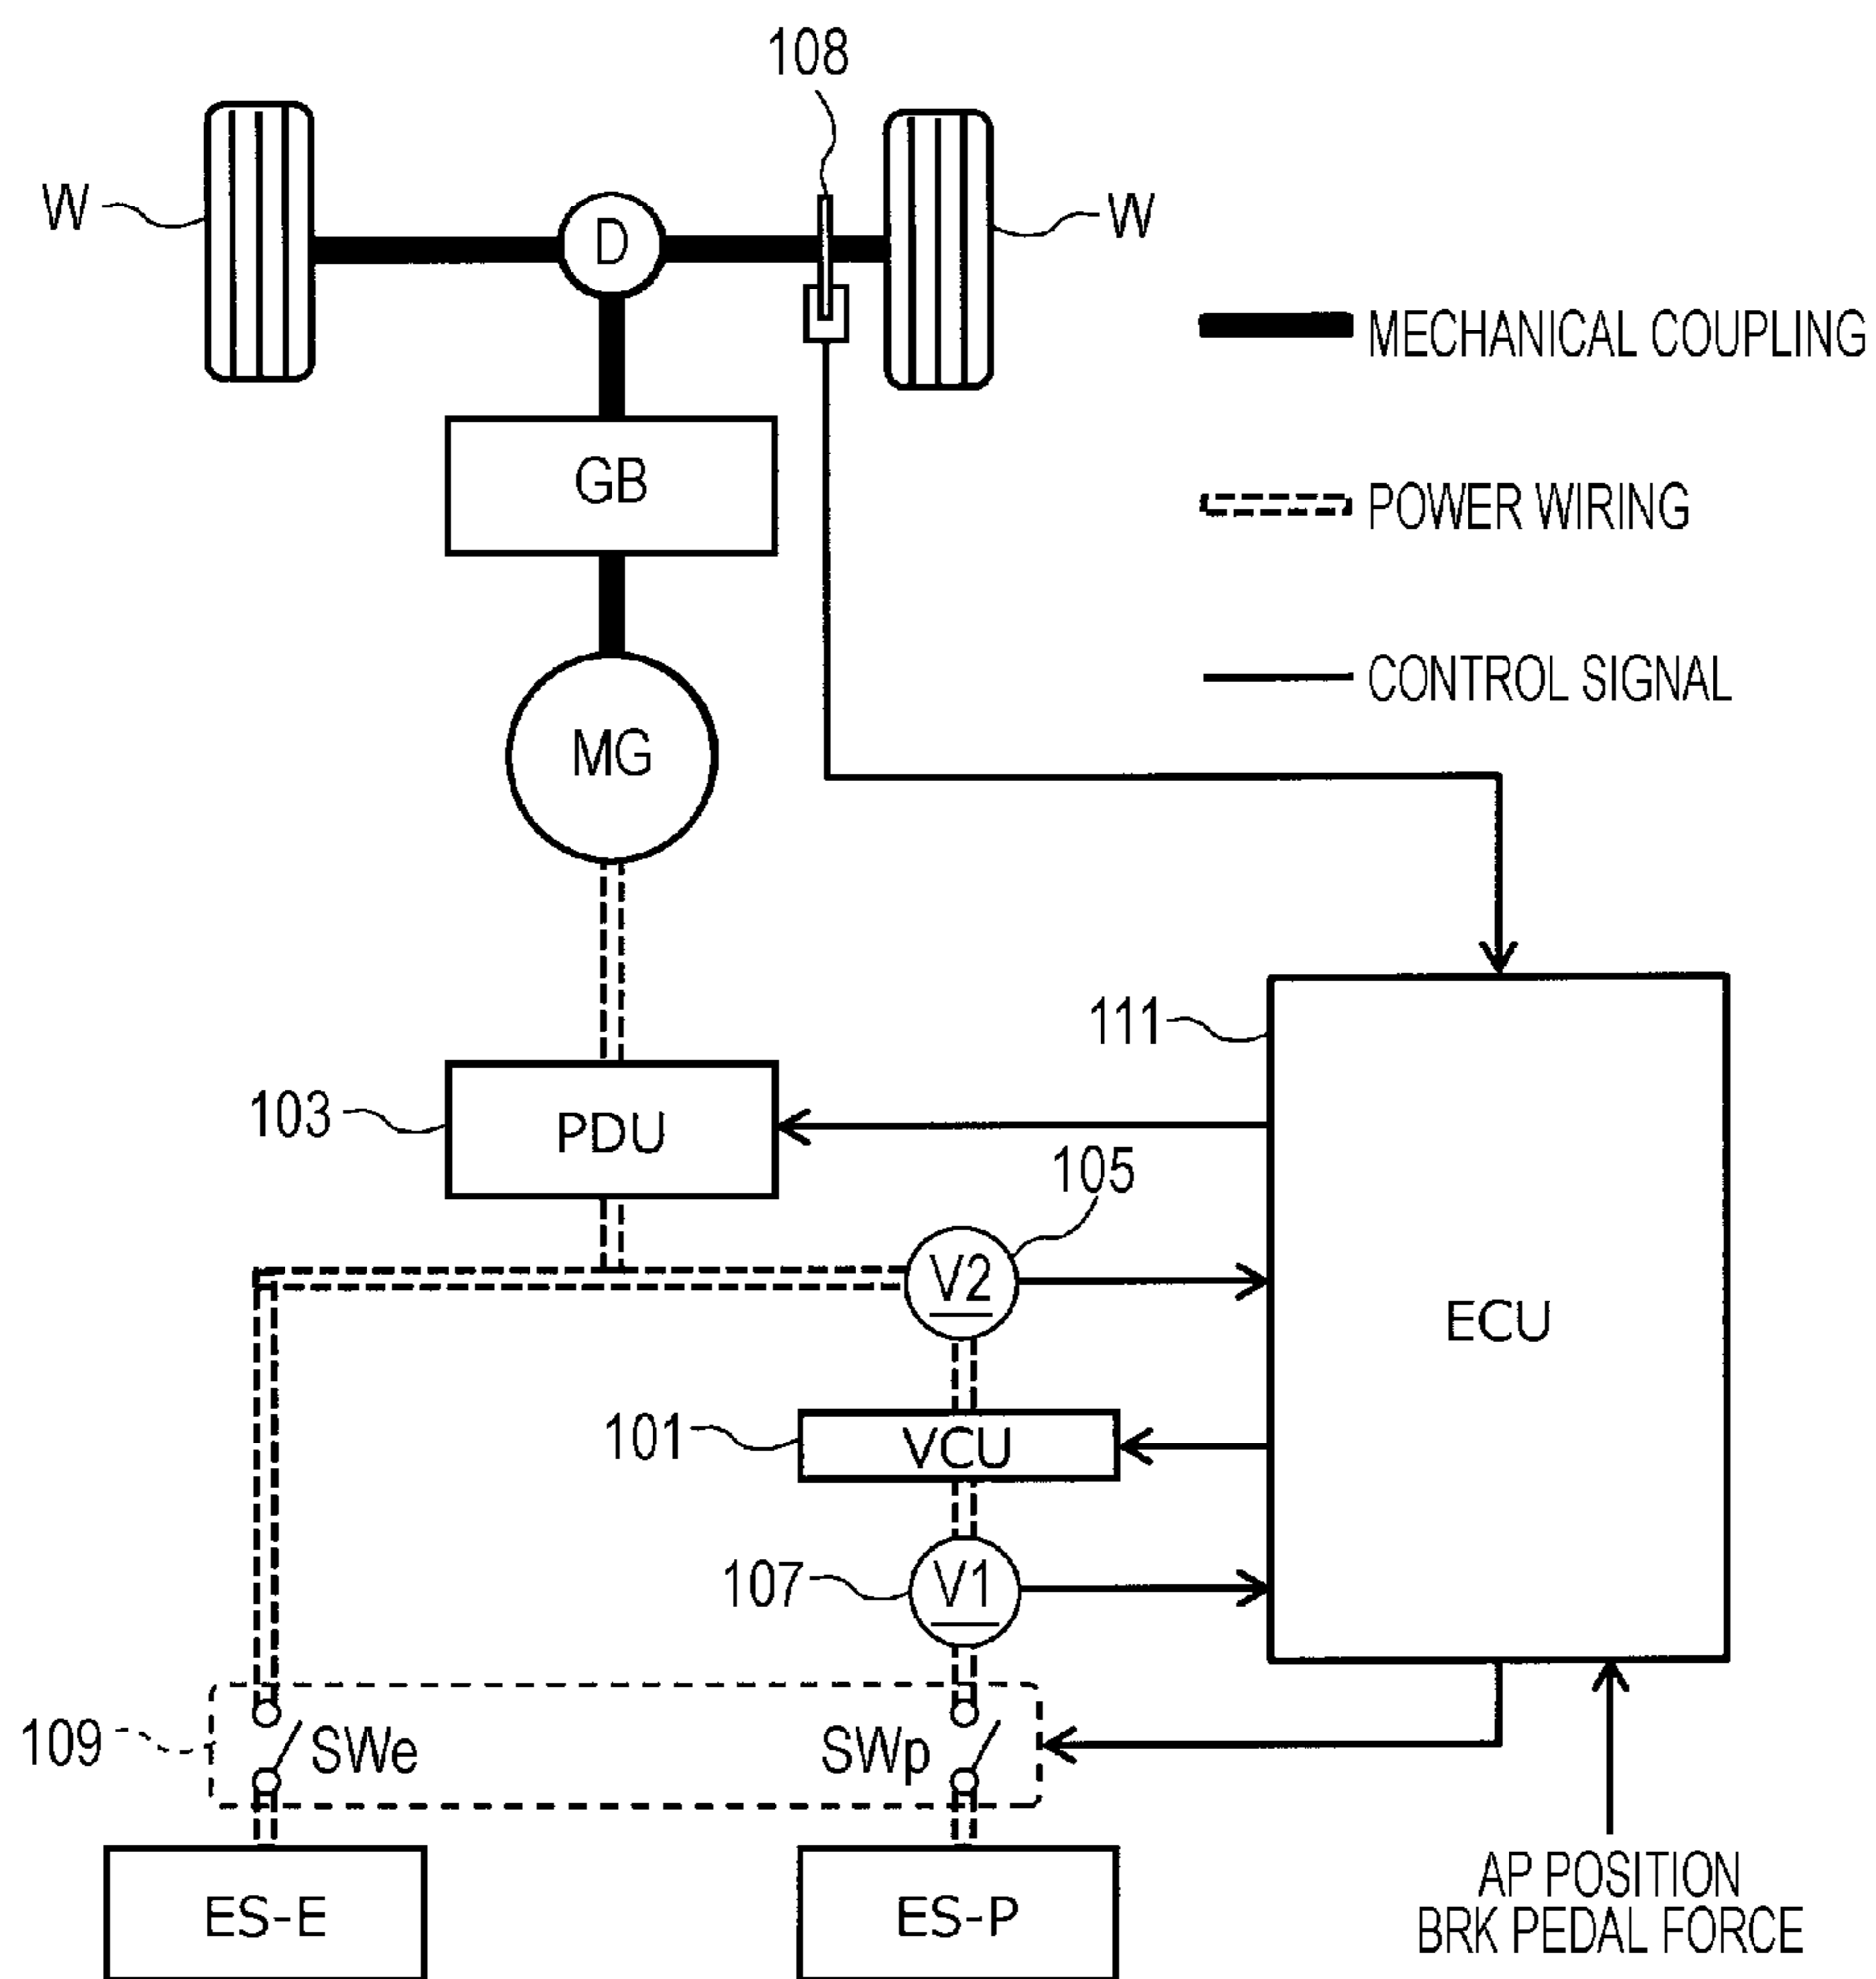 108
W
D
W
MECHANICAL COUPLING
GB
POWER WIRING
CONTROL SIGNAL
MG
111
103
PDU
105
V2
ECU
101
VCU
107
V1
109
SWe
SWp
ES-E
ES-P
AP POSITION
BRK PEDAL FORCE